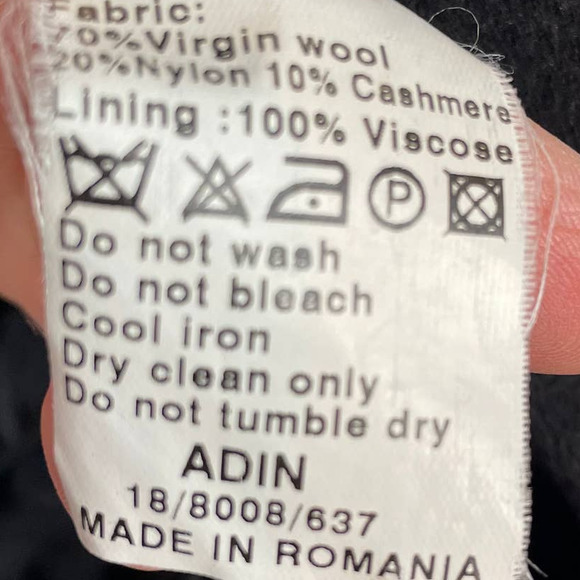 Fabric:
70%Virgin wool
20%Nylon 10% Cashmere
Lining :100% Viscose
P
Do not wash
Do not bleach
Cool iron
Dry clean only
Do not tumble dry
ADIN
18/8008/637
MADE IN ROMANIA